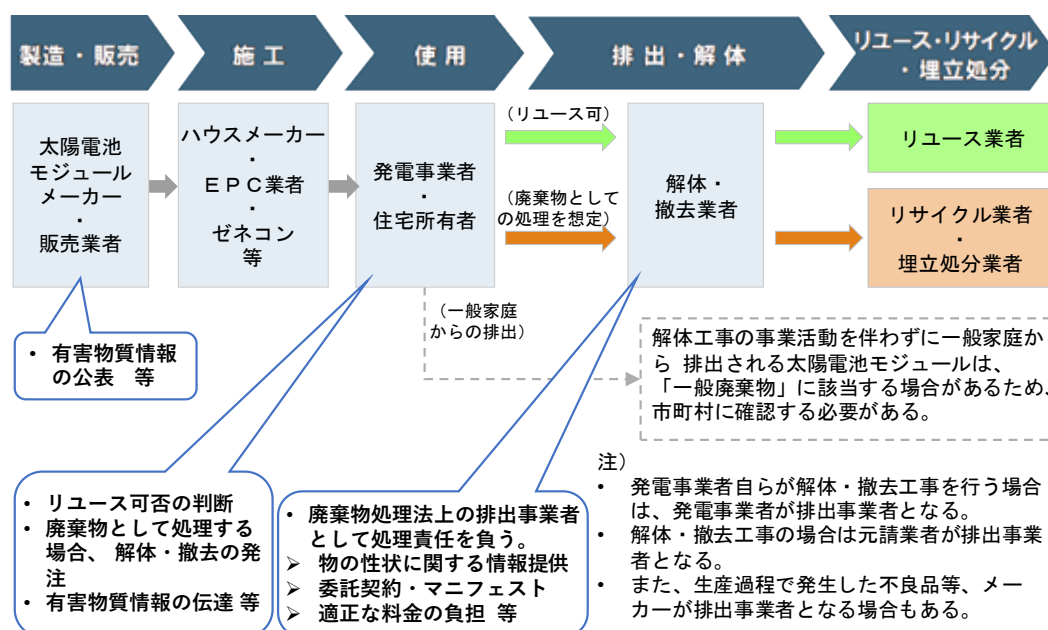 製造・販売
施工
使用
排出・解体
リユース・リサイクル
・埋立処分
太陽電池
モジュール
メーカー
・
販売業者
ハウスメーカー
・
ＥＰＣ業者
・
ゼネコン
等
発電事業者
・
住宅所有者
（リユース可）
（廃棄物として
の処理を想定）
解体・
撤去業者
リユース業者
リサイクル業者
・
埋立処分業者
（一般家庭
からの排出）
• 有害物質情報
の公表 等
解体工事の事業活動を伴わずに一般家庭か
ら 排出される太陽電池モジュールは、
「一般廃棄物」に該当する場合があるため、
市町村に確認する必要がある。
• リユース可否の判断
• 廃棄物として処理する
場合、 解体・撤去の発
注
• 有害物質情報の伝達 等
• 廃棄物処理法上の排出事業者
として処理責任を負う。
➢ 物の性状に関する情報提供
➢ 委託契約・マニフェスト
➢ 適正な料金の負担 等
注）
• 発電事業者自らが解体・撤去工事を行う場合
は、発電事業者が排出事業者となる。
• 解体・撤去工事の場合は元請業者が排出事業
者となる。
• また、生産過程で発生した不良品等、メー
カーが排出事業者となる場合もある。